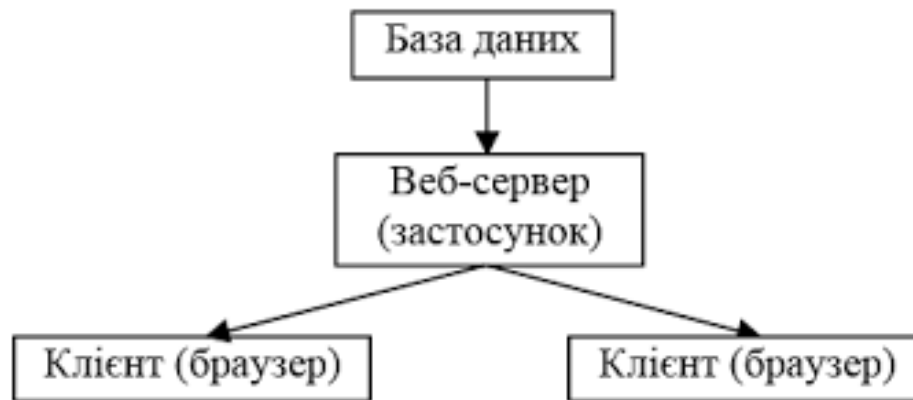 База даних
Веб-сервер
(застосунок)
Клієнт (браузер)
Клієнт (браузер)